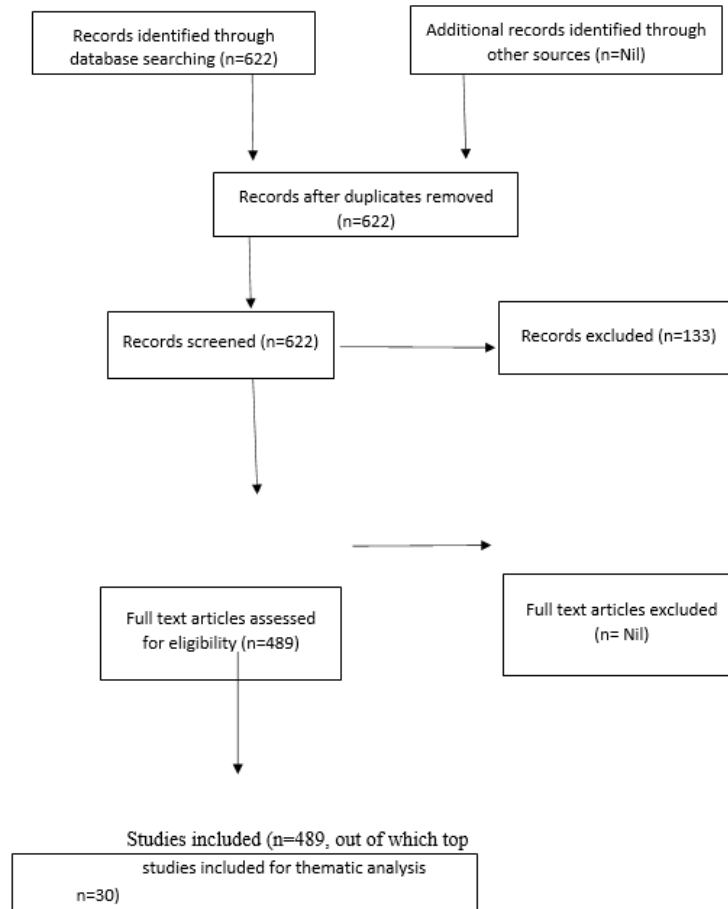 Records identified through
database searching (n=622)
Additional records identified through
other sources (n=Nil)
Records after duplicates removed
(n=622)
Records screened (n=622)
Records excluded (n=133)
Full text articles assessed
for eligibility (n=489)
Full text articles excluded
(n= Nil)
Studies included (n=489, out of which top
studies included for thematic analysis
n=30)